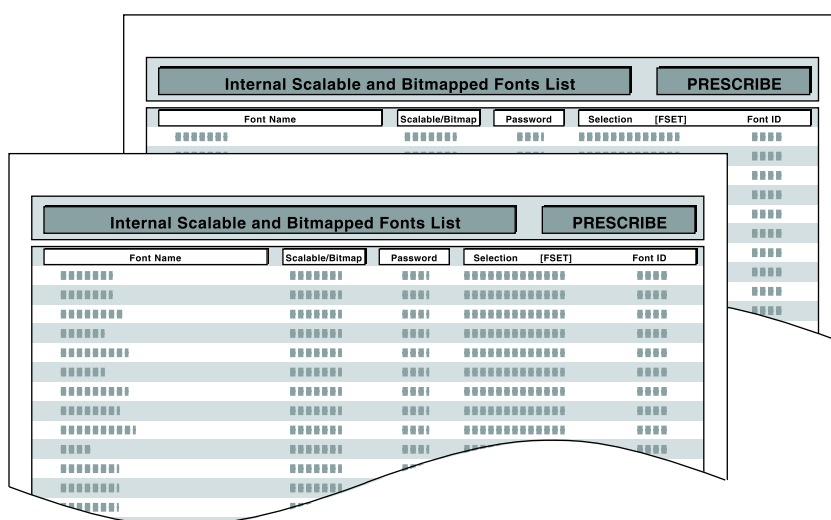 Internal Scalable and Bitmapped Fonts List PRESCRIBE
Font Name Scalable/Bitmap Password Selection [FSET] Font ID
Internal Scalable and Bitmapped Fonts List PRESCRIBE
Font Name Scalable/Bitmap Password Selection [FSET] Font ID